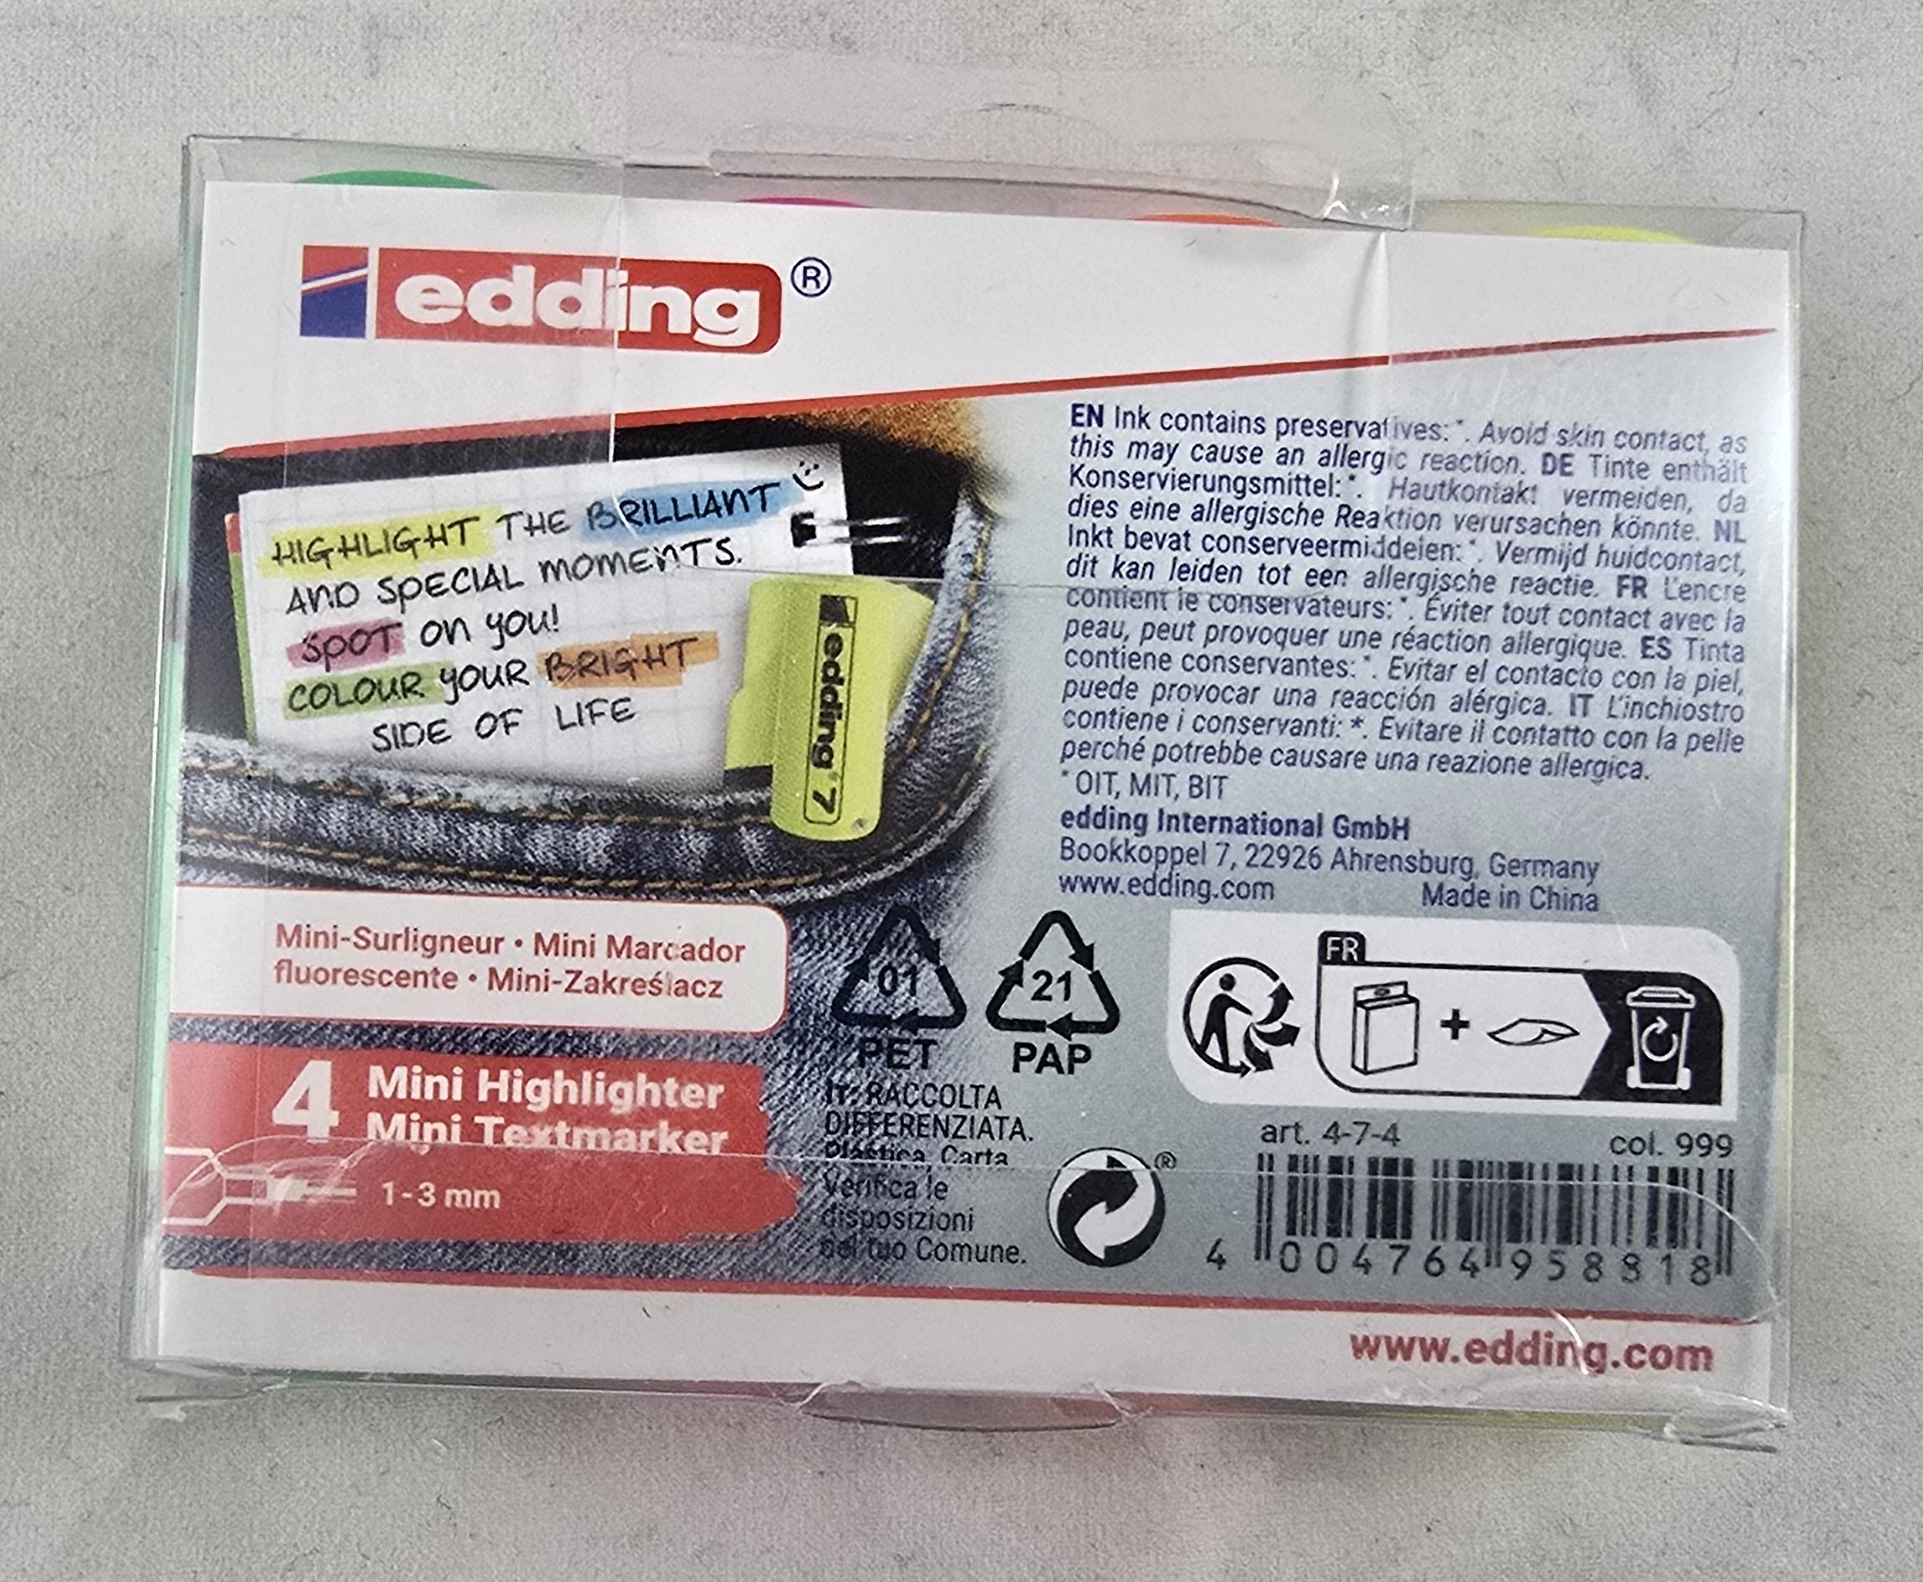 edding®
HIGHLIGHT THE BRILLIANT
AND SPECIAL MOMENTS.
SPOT ON YOU!
COLOUR YOUR BRIGHT
SIDE OF LIFE
edding 7
EN Ink contains preservatives:*. Avoid skin contact, as
this may cause an allergic reaction. DE Tinte enthält
Konservierungsmittel:*. Hautkontakt vermeiden, da
dies eine allergische Reaktion verursachen könnte. NL
Inkt bevat conserveermiddelen:*. Vermijd huidcontact,
dit kan leiden tot een allergische reactie. FR L'encre
contient le conservateurs:*. Éviter tout contact avec la
peau, peut provoquer une réaction allergique. ES Tinta
contiene conservantes:*. Evitar el contacto con la piel,
puede provocar una reacción alérgica. IT L'inchiostro
contiene i conservanti: *. Evitare il contatto con la pelle
perché potrebbe causare una reazione allergica.
* OIT, MIT, BIT
edding International GmbH
Bookkoppel 7, 22926 Ahrensburg, Germany
www.edding.com Made in China
Mini-Surligneur • Mini Marcador
fluorescente • Mini-Zakreślacz
4 Mini Highlighter
Mini Textmarker
1-3 mm
01
PET
21
PAP
IT: RACCOLTA
DIFFERENZIATA.
Plastica, Carta
Verifica le
disposizioni
del tuo Comune.
®
FR
+
art. 4-7-4 col. 999
4 004764 958818
www.edding.com